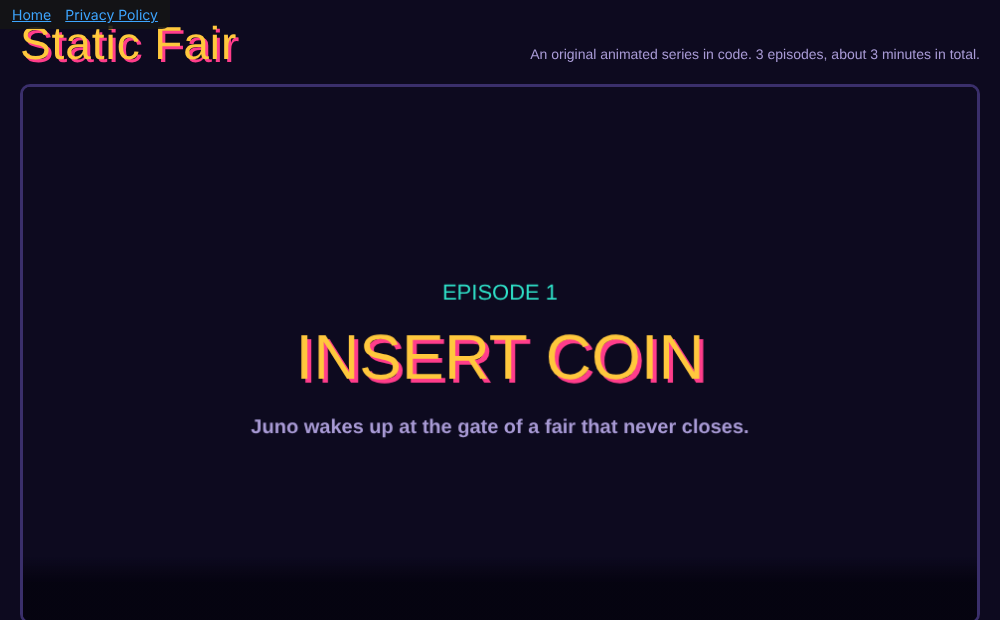 Home Privacy Policy
Static Fair
An original animated series in code. 3 episodes, about 3 minutes in total.
EPISODE 1
INSERT COIN
Juno wakes up at the gate of a fair that never closes.